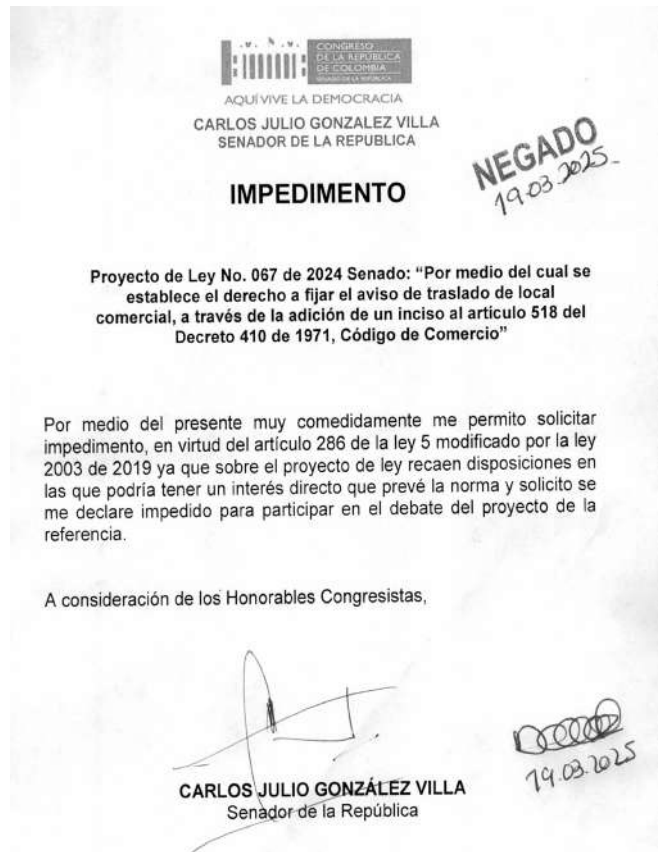 CONGRESO
DE LA REPÚBLICA
DE COLOMBIA
AQUÍ VIVE LA DEMOCRACIA
CARLOS JULIO GONZALEZ VILLA
SENADOR DE LA REPUBLICA
NEGADO
19.03.2025-
IMPEDIMENTO
Proyecto de Ley No. 067 de 2024 Senado: “Por medio del cual se
establece el derecho a fijar el aviso de traslado de local
comercial, a través de la adición de un inciso al artículo 518 del
Decreto 410 de 1971, Código de Comercio”
Por medio del presente muy comedidamente me permito solicitar
impedimento, en virtud del artículo 286 de la ley 5 modificado por la ley
2003 de 2019 ya que sobre el proyecto de ley recaen disposiciones en
las que podría tener un interés directo que prevé la norma y solicito se
me declare impedido para participar en el debate del proyecto de la
referencia.
A consideración de los Honorables Congresistas,
CARLOS JULIO GONZÁLEZ VILLA
Senador de la República
19.03.2025